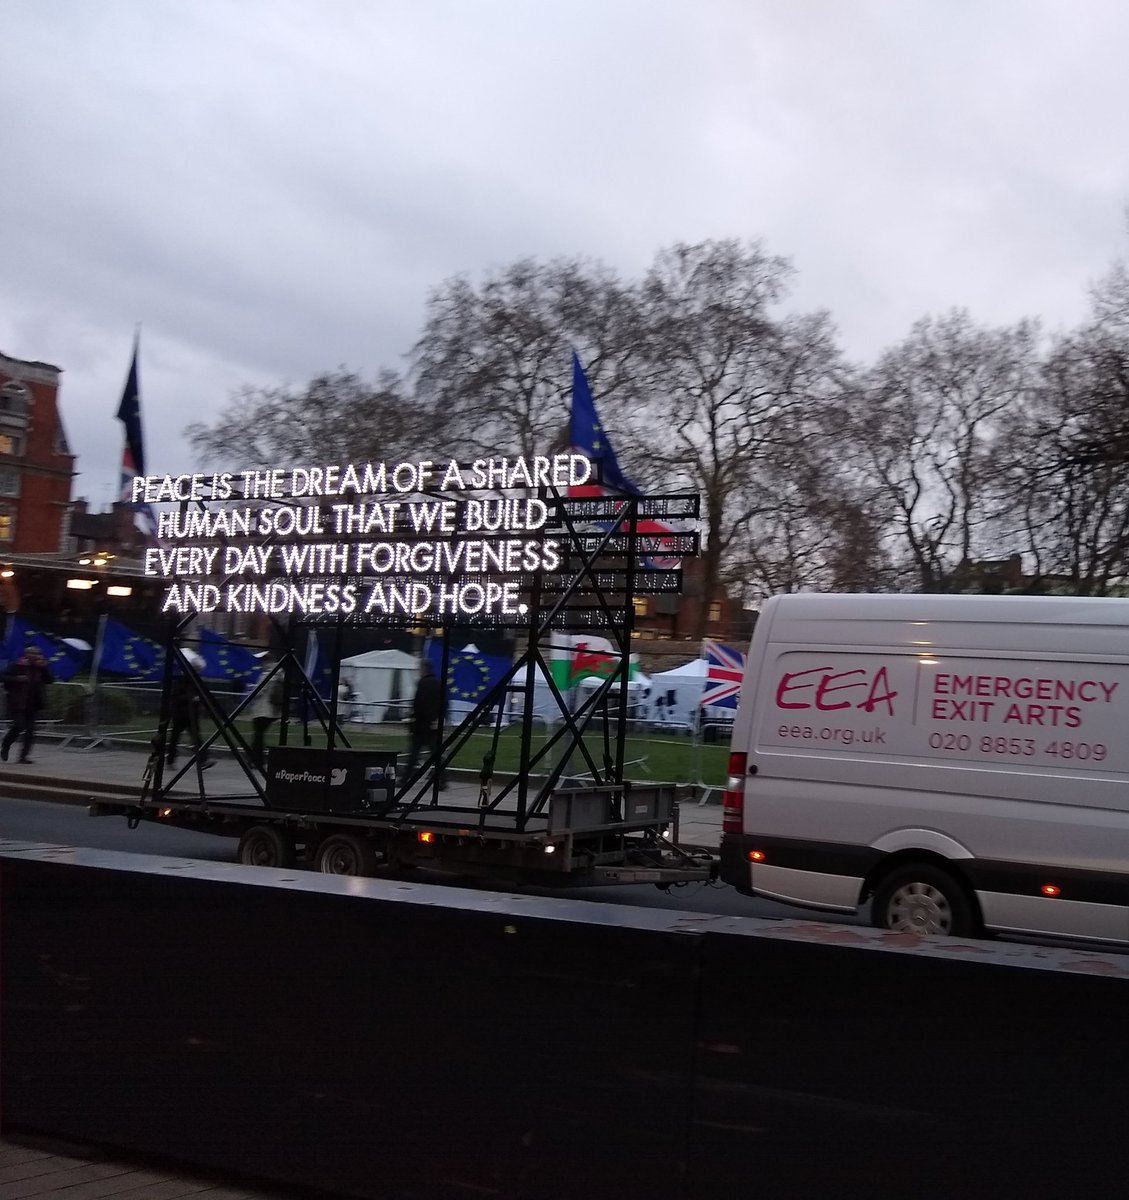 PEACE IS THE DREAM OF A SHARED
HUMAN SOUL THAT WE BUILD
EVERY DAY WITH FORGIVENESS
AND KINDNESS AND HOPE.
#PaperPeace
EEA
eea.org.uk
EMERGENCY
EXIT ARTS
020 8853 4809